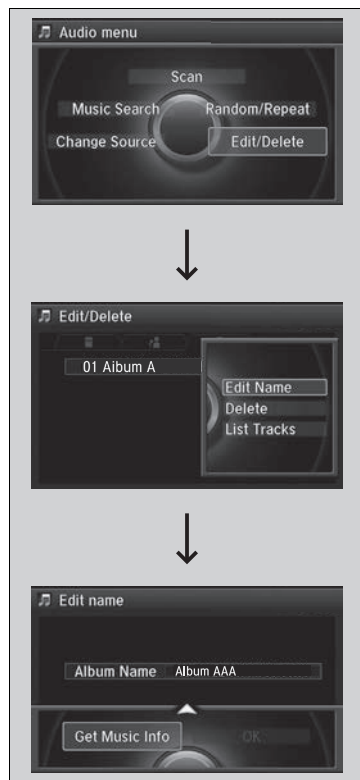 Audio menu
Scan
Music Search Random/Repeat
Change Source Edit/Delete
Edit/Delete
01 Aibum A
Edit Name
Delete
List Tracks
Edit name
Album Name Album AAA
Get Music Info OK